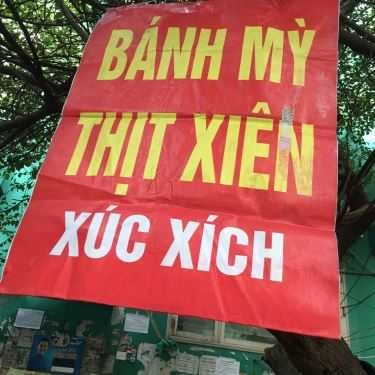 BÁNH MỲ
THỊT XIÊN
XÚC XÍCH